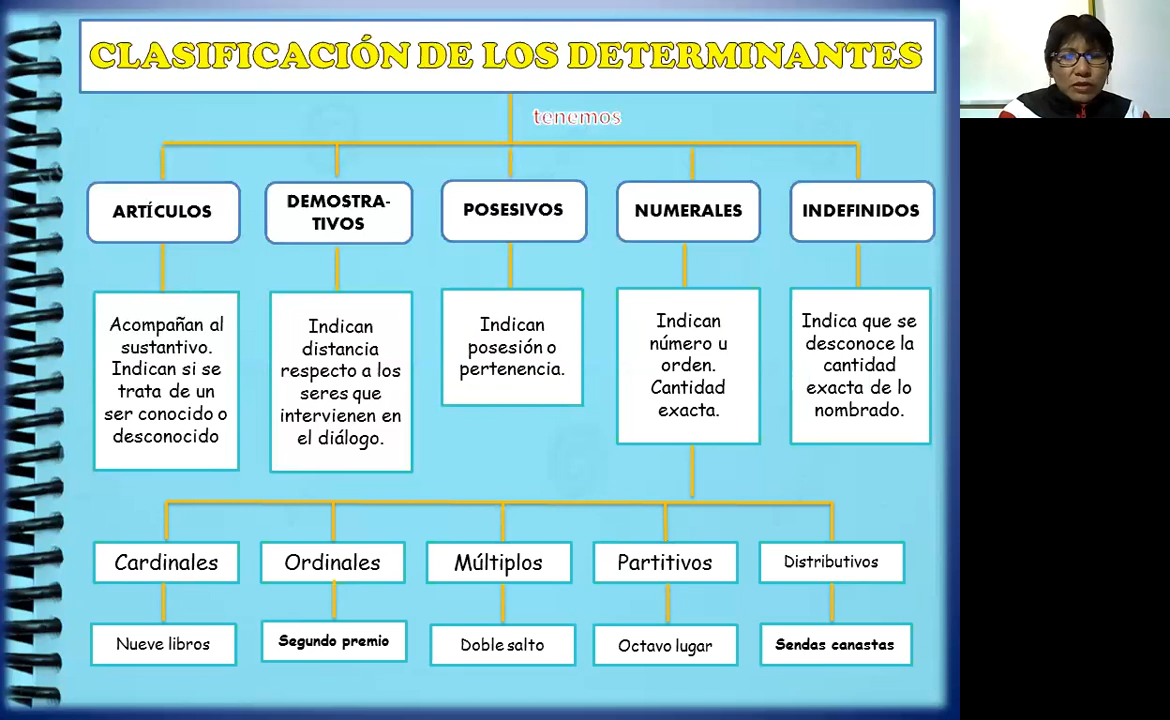 CLASIFICACIÓN DE LOS DETERMINANTES
tenemos
ARTÍCULOS
DEMOSTRA-
TIVOS
POSESIVOS
NUMERALES
INDEFINIDOS
Acompañan al
sustantivo.
Indican si se
trata de un
ser conocido o
desconocido
Indican
distancia
respecto a los
seres que
intervienen en
el diálogo.
Indican
posesión o
pertenencia.
Indican
número u
orden.
Cantidad
exacta.
Indica que se
desconoce la
cantidad
exacta de lo
nombrado.
Cardinales
Ordinales
Múltiplos
Partitivos
Distributivos
Nueve libros
Segundo premio
Doble salto
Octavo lugar
Sendas canastas